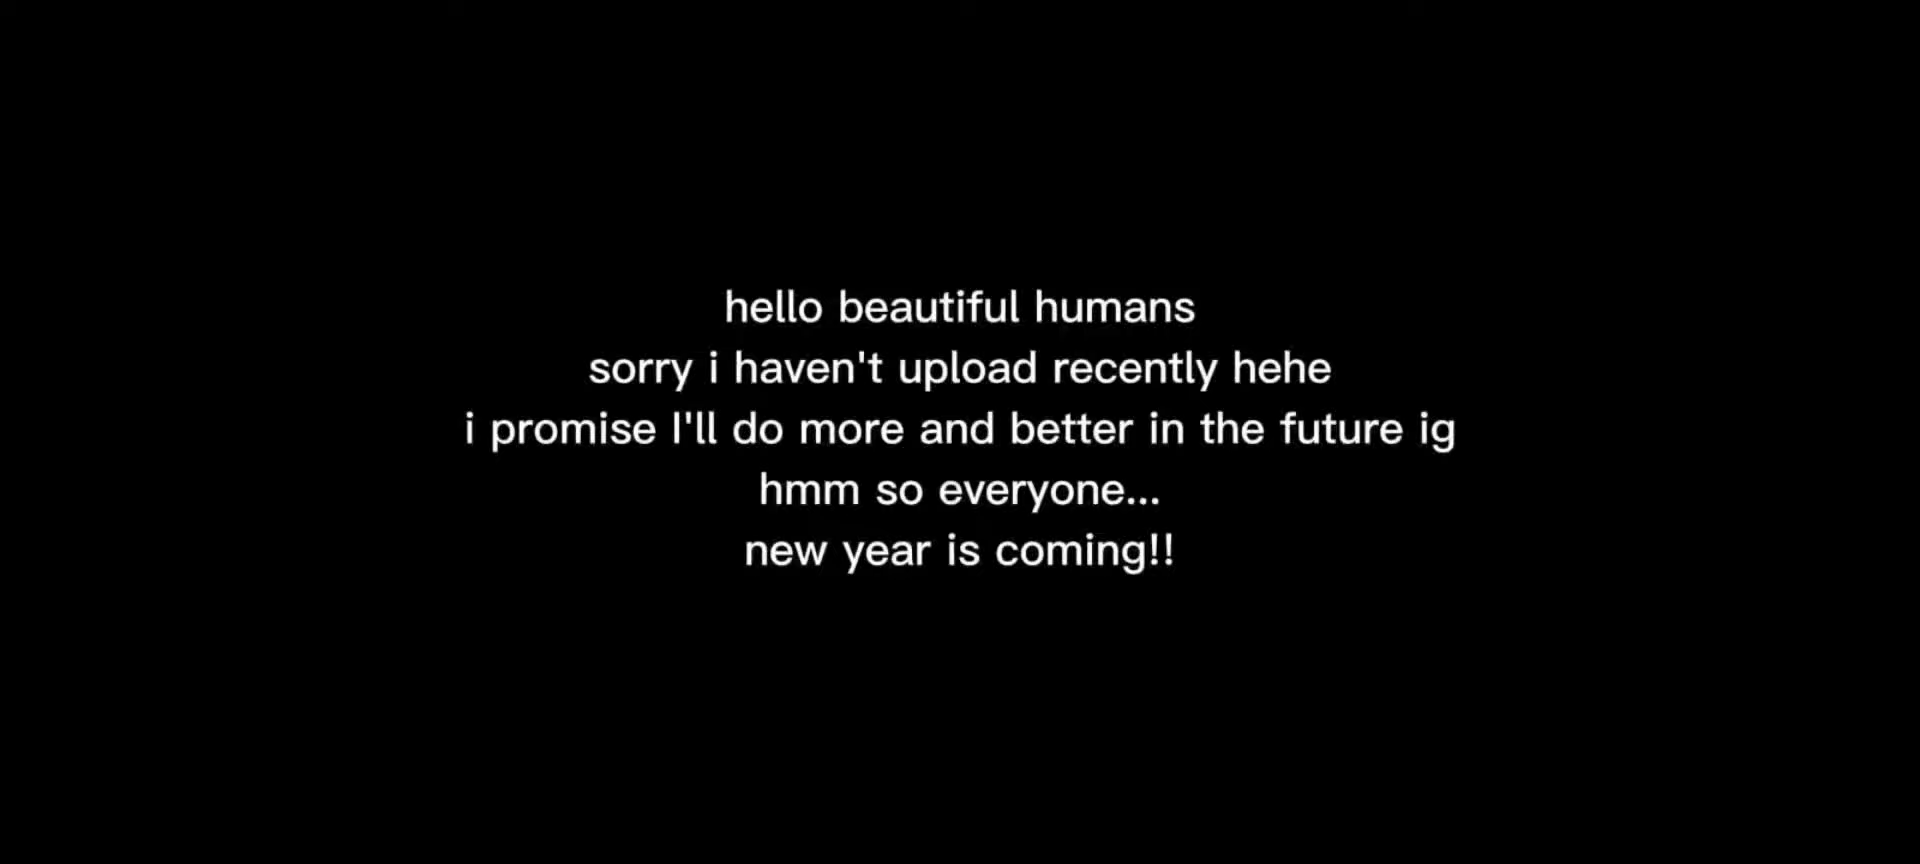 hello beautiful humans
sorry i haven't upload recently hehe
i promise I'll do more and better in the future ig
hmm so everyone...
new year is coming!!